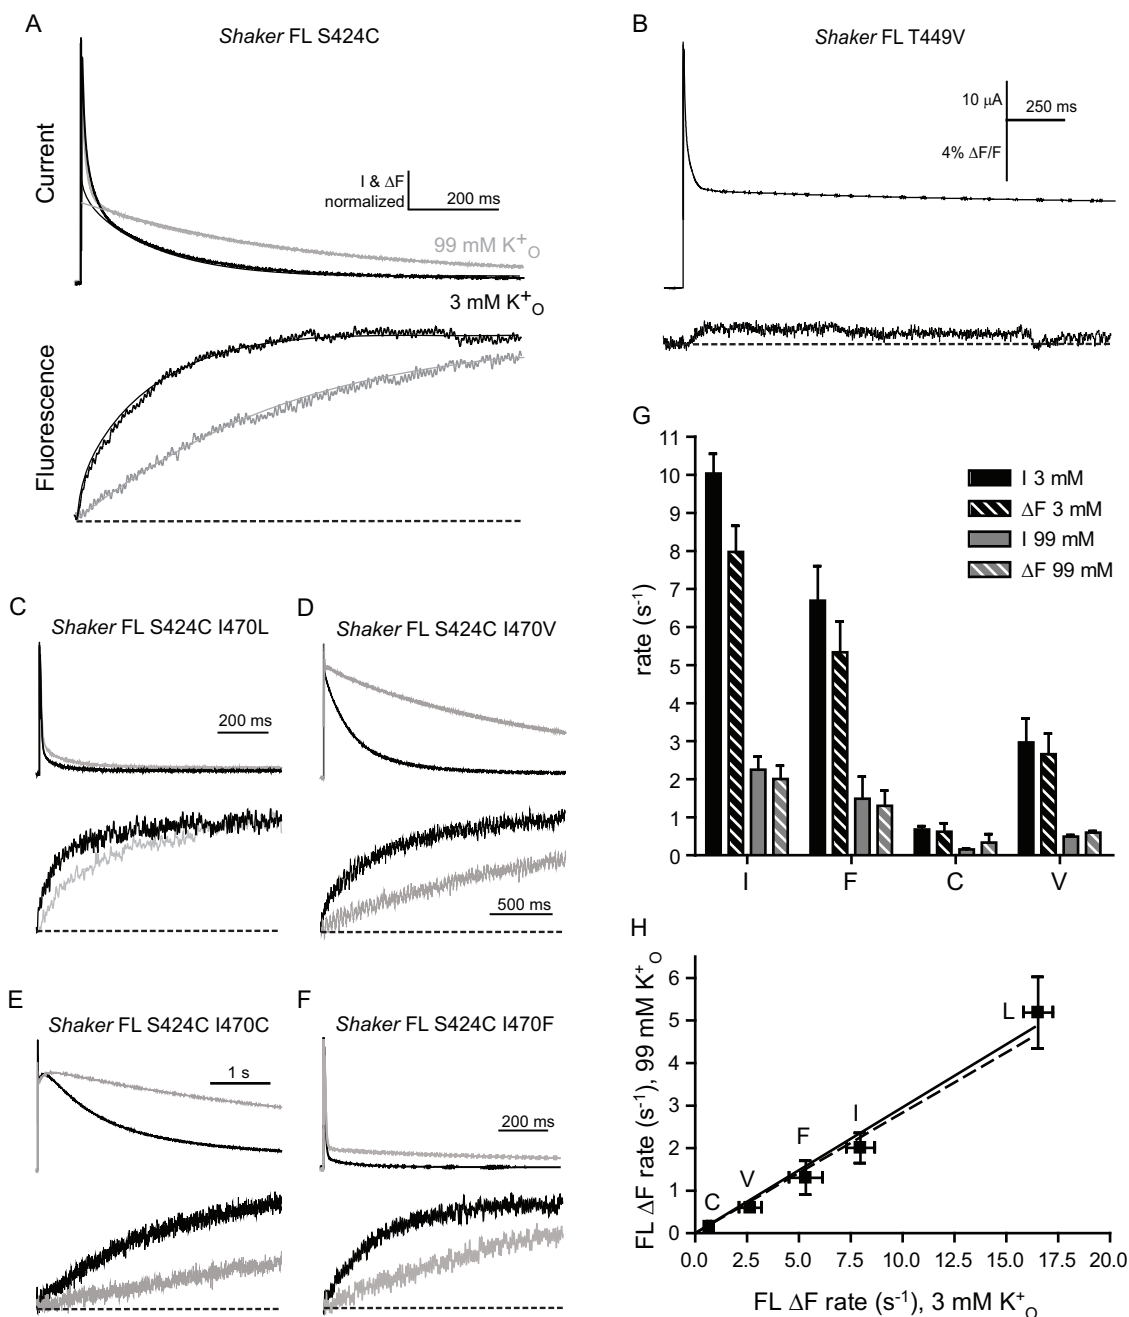 A
Shaker FL S424C
Current
I & ΔF
normalized
200 ms
99 mM K⁺O
3 mM K⁺O
Fluorescence
B
Shaker FL T449V
10 μA
250 ms
4% ΔF/F
C
Shaker FL S424C I470L
200 ms
D
Shaker FL S424C I470V
500 ms
E
Shaker FL S424C I470C
1 s
F
Shaker FL S424C I470F
200 ms
G
11
10
9
8
7
6
5
4
3
2
1
0
rate (s⁻¹)
I 3 mM
ΔF 3 mM
I 99 mM
ΔF 99 mM
I F C V
H
FL ΔF rate (s⁻¹), 99 mM K⁺O
6
5
4
3
2
1
0
L
I
F
V
C
0.0 2.5 5.0 7.5 10.0 12.5 15.0 17.5 20.0
FL ΔF rate (s⁻¹), 3 mM K⁺O